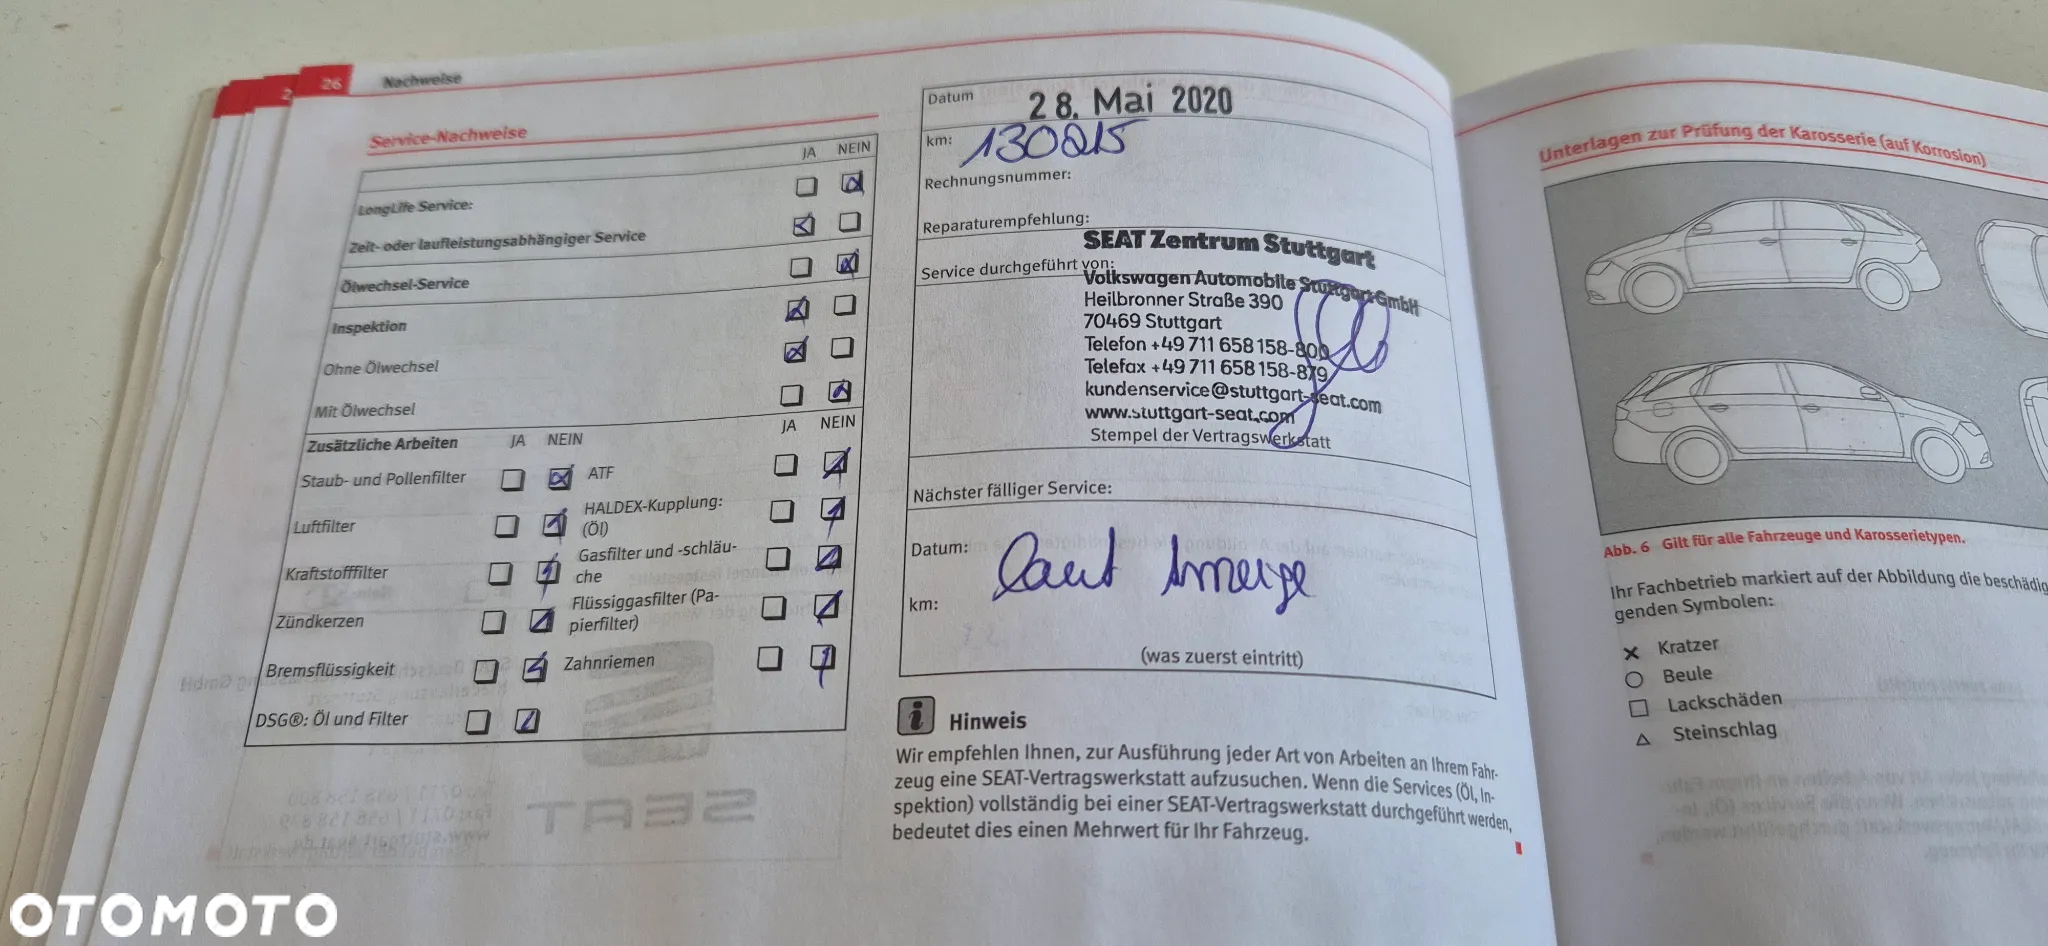 26
Nachweise
Service-Nachweise
JA NEIN
LongLife Service:
Zeit- oder laufleistungsabhängiger Service
Ölwechsel-Service
Inspektion
Ohne Ölwechsel
Mit Ölwechsel
Zusätzliche Arbeiten JA NEIN JA NEIN
Staub- und Pollenfilter
ATF
Luftfilter
HALDEX-Kupplung:
(Öl)
Kraftstofffilter
Gasfilter und -schläu-
che
Zündkerzen
Flüssiggasfilter (Pa-
pierfilter)
Bremsflüssigkeit
Zahnriemen
DSG®: Öl und Filter
Datum 28. Mai 2020
km: 130215
Rechnungsnummer:
Reparaturempfehlung:
SEAT Zentrum Stuttgart
Service durchgeführt von:
Volkswagen Automobile Stuttgart GmbH
Heilbronner Straße 390
70469 Stuttgart
Telefon +49 711 658 158-800
Telefax +49 711 658 158-879
kundenservice@stuttgart-seat.com
www.stuttgart-seat.com
Stempel der Vertragswerkstatt
Nächster fälliger Service:
Datum: laut Anzeige
km:
(was zuerst eintritt)
i Hinweis
Wir empfehlen Ihnen, zur Ausführung jeder Art von Arbeiten an Ihrem Fahr-
zeug eine SEAT-Vertragswerkstatt aufzusuchen. Wenn die Services (Öl, In-
spektion) vollständig bei einer SEAT-Vertragswerkstatt durchgeführt werden,
bedeutet dies einen Mehrwert für Ihr Fahrzeug.
Unterlagen zur Prüfung der Karosserie (auf Korrosion)
Abb. 6 Gilt für alle Fahrzeuge und Karosserietypen.
Ihr Fachbetrieb markiert auf der Abbildung die beschädig
genden Symbolen:
Kratzer
Beule
Lackschäden
Steinschlag
SEAT
OTOMOTO